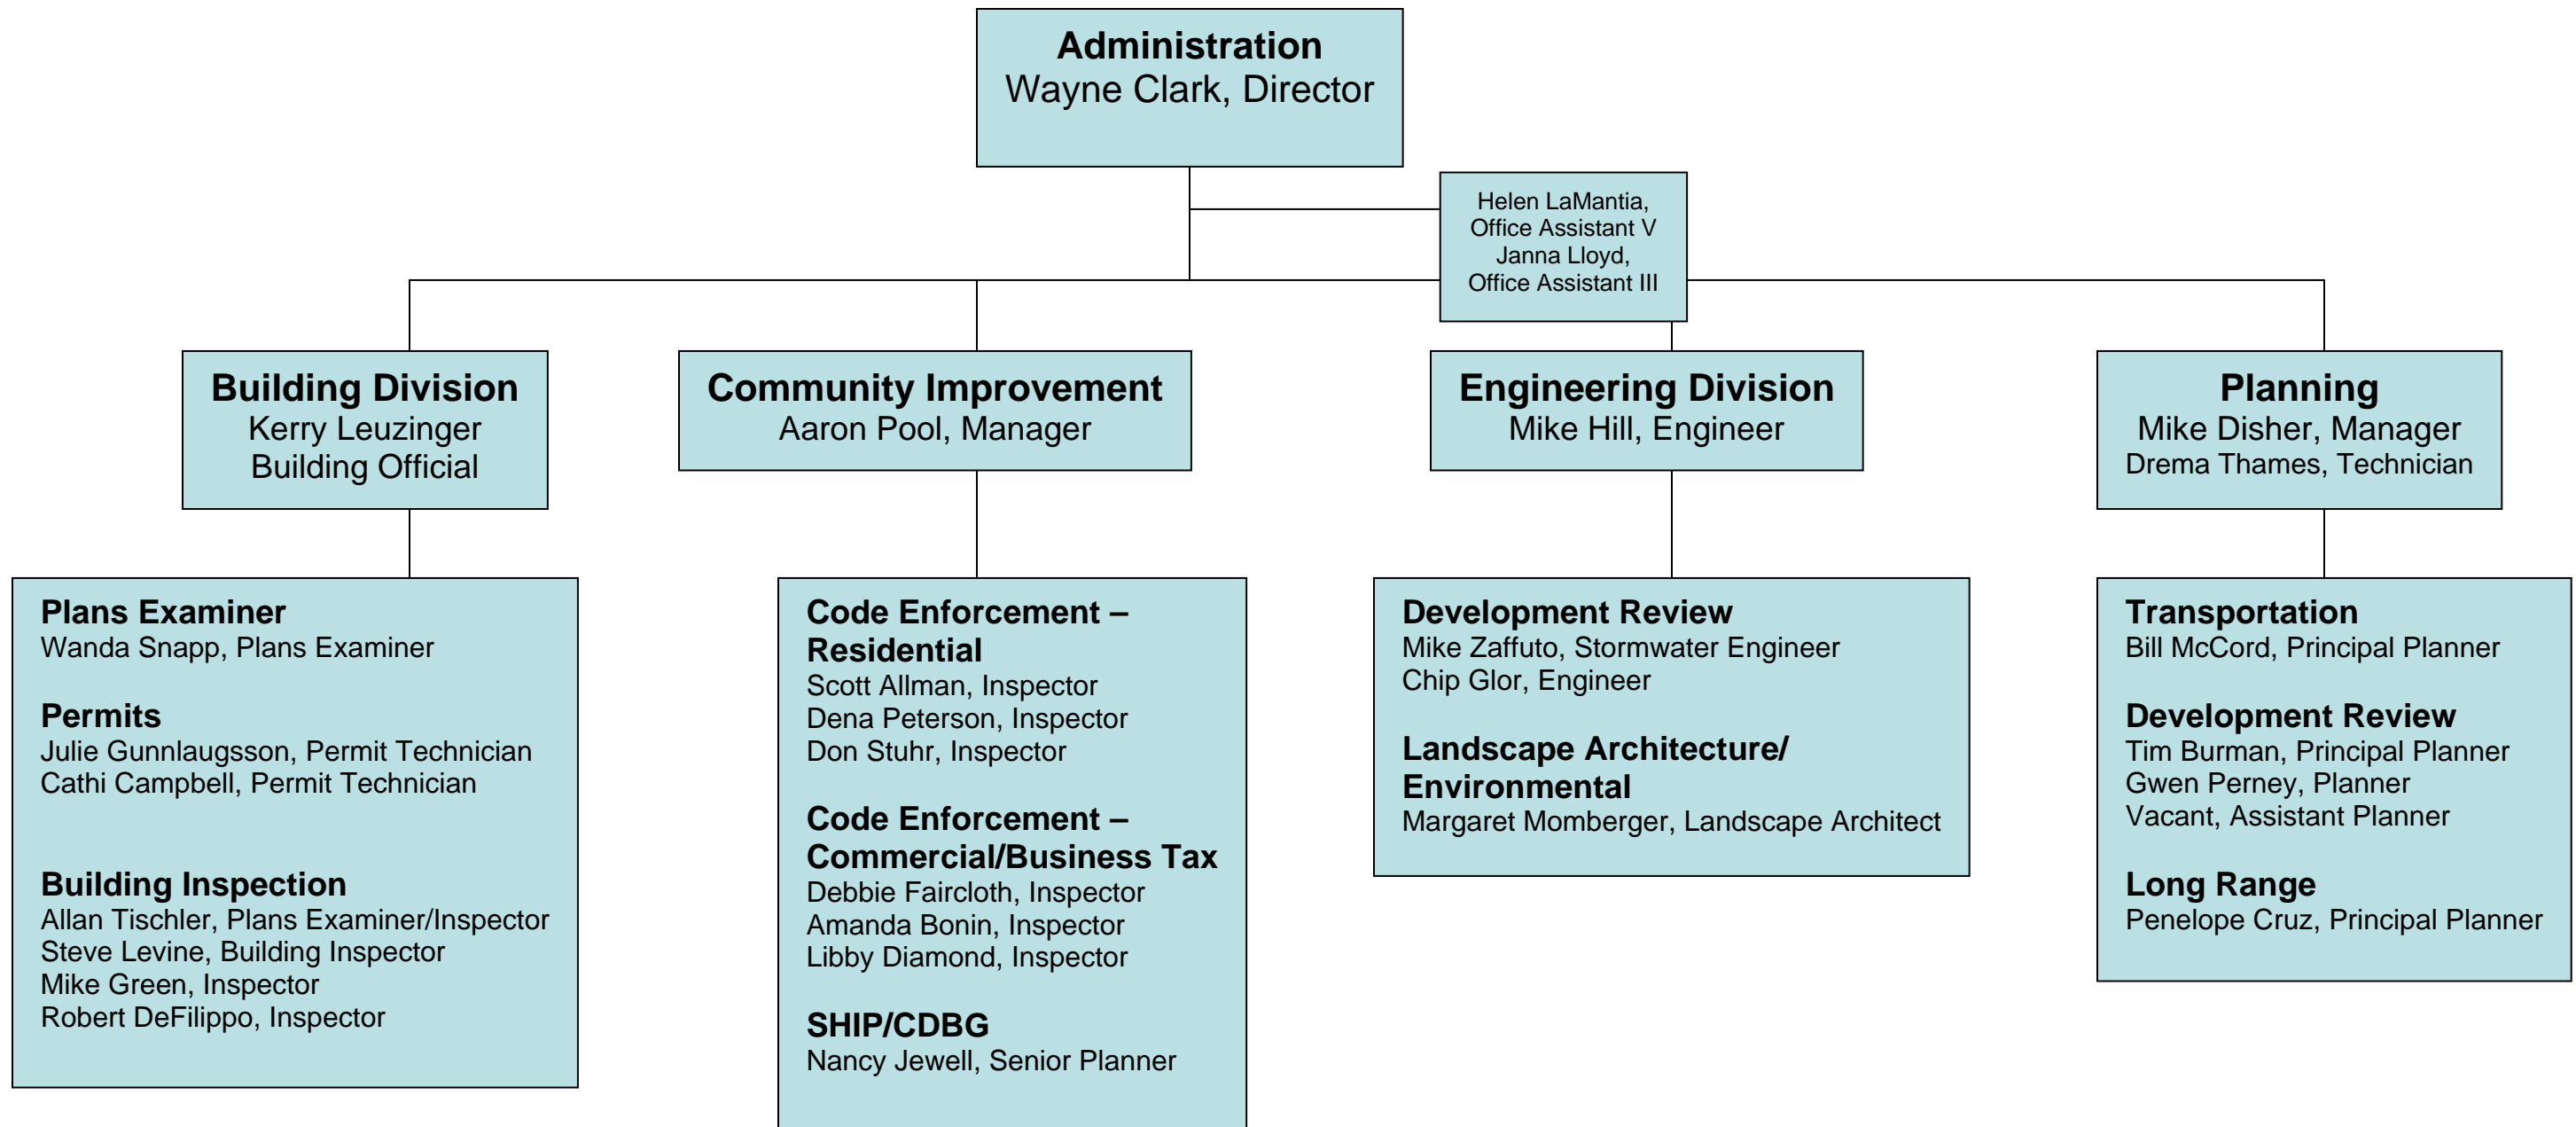 Administration
Wayne Clark, Director
Helen LaMantia,
Office Assistant V
Janna Lloyd,
Office Assistant III
Building Division
Kerry Leuzinger
Building Official
Community Improvement
Aaron Pool, Manager
Engineering Division
Mike Hill, Engineer
Planning
Mike Disher, Manager
Drema Thames, Technician
Plans Examiner
Wanda Snapp, Plans Examiner
Permits
Julie Gunnlaugsson, Permit Technician
Cathi Campbell, Permit Technician
Building Inspection
Allan Tischler, Plans Examiner/Inspector
Steve Levine, Building Inspector
Mike Green, Inspector
Robert DeFilippo, Inspector
Code Enforcement –
Residential
Scott Allman, Inspector
Dena Peterson, Inspector
Don Stuhr, Inspector
Code Enforcement –
Commercial/Business Tax
Debbie Faircloth, Inspector
Amanda Bonin, Inspector
Libby Diamond, Inspector
SHIP/CDBG
Nancy Jewell, Senior Planner
Development Review
Mike Zaffuto, Stormwater Engineer
Chip Glor, Engineer
Landscape Architecture/
Environmental
Margaret Momberger, Landscape Architect
Transportation
Bill McCord, Principal Planner
Development Review
Tim Burman, Principal Planner
Gwen Perney, Planner
Vacant, Assistant Planner
Long Range
Penelope Cruz, Principal Planner